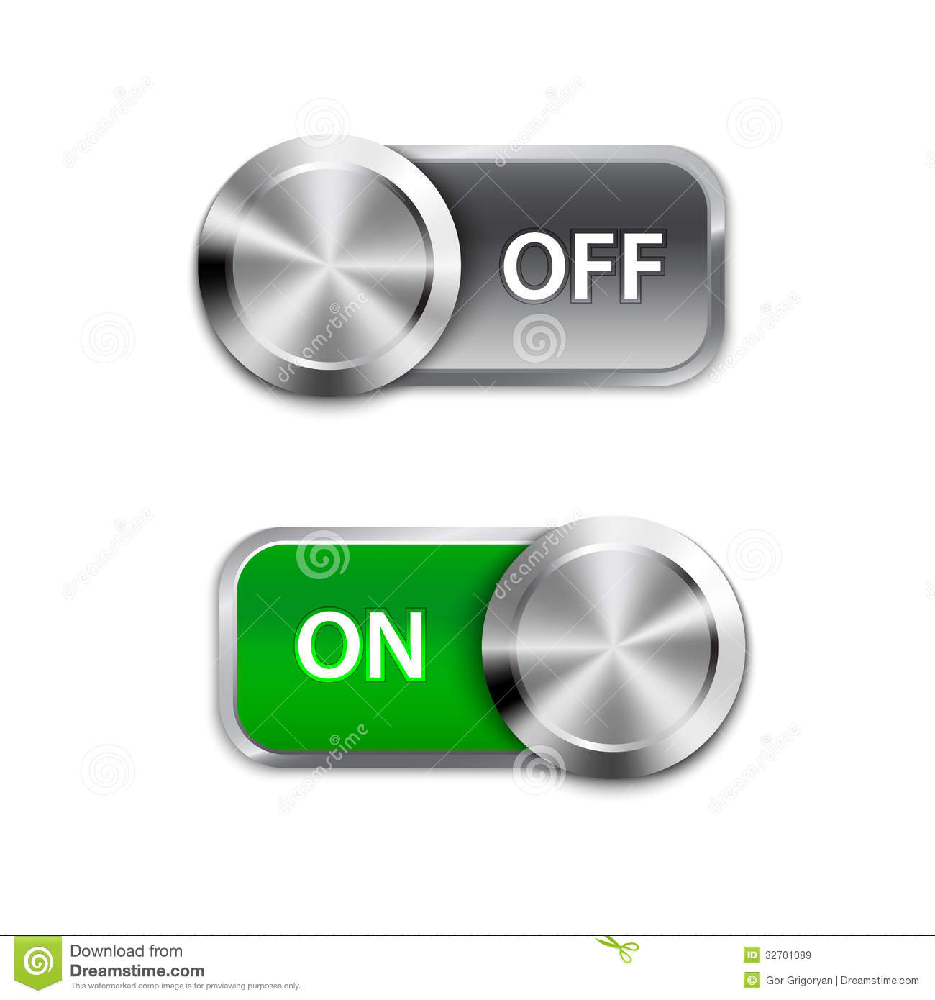 OFF
ON
Download from
Dreamstime.com
This watermarked comp image is for previewing purposes only.
ID 32701089
© Gor Grigoryan | Dreamstime.com
dreamstime